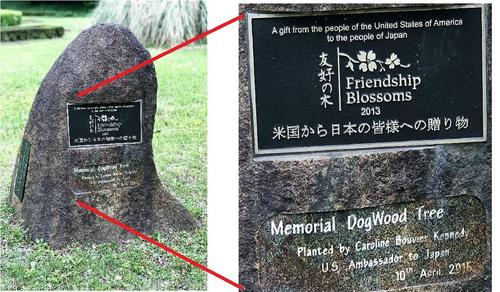 A gift from the people of the United States of America
to the people of Japan
友好の木
Friendship
Blossoms
2013
米国から日本の皆様への贈り物
Memorial DogWood Tree
Planted by Caroline Bouvier Kennedy
U.S. Ambassador to Japan
10th April, 2015